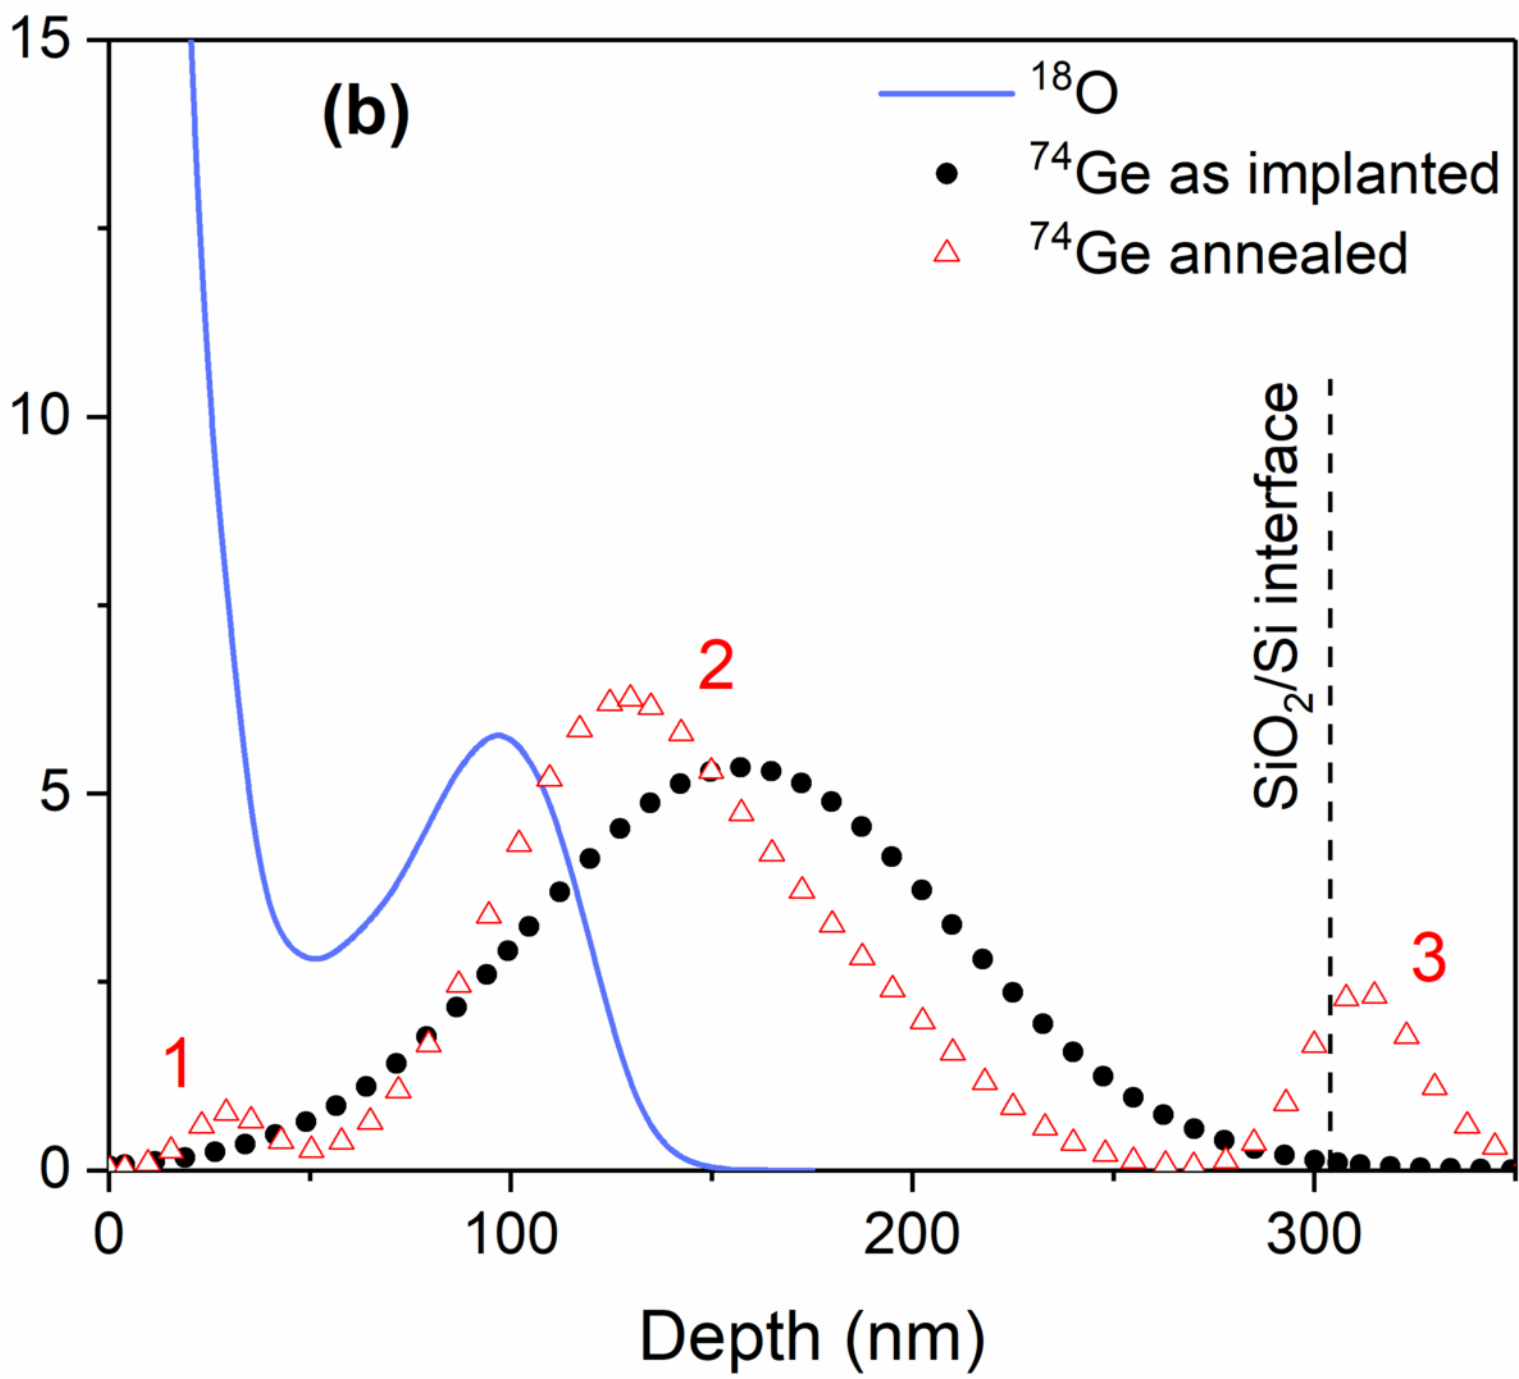 15
10
5
0
(b)
¹⁸O
⁷⁴Ge as implanted
⁷⁴Ge annealed
SiO₂/Si interface
1
2
3
0 100 200 300
Depth (nm)